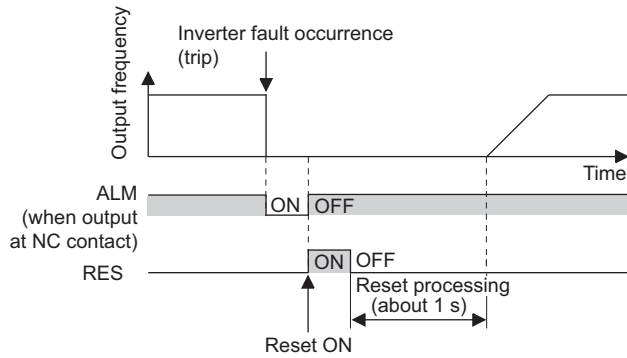 Inverter fault occurrence
(trip)
Output frequency
Time
ALM
(when output
at NC contact)
ON
OFF
RES
ON
OFF
Reset processing
(about 1 s)
Reset ON